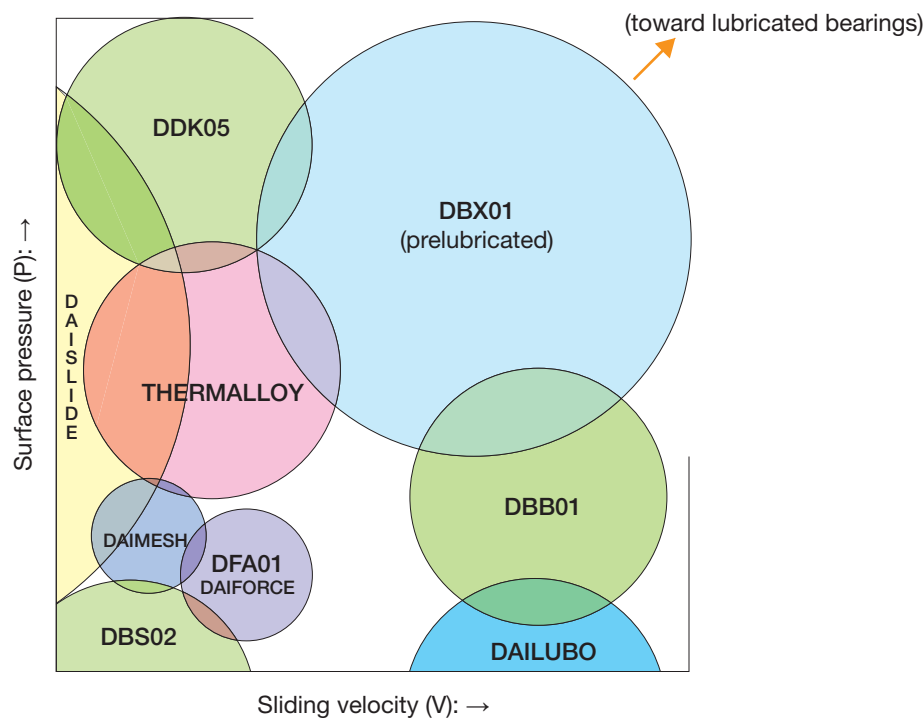 (toward lubricated bearings)
DDK05
DBX01
(prelubricated)
Surface pressure (P): →
DAISLIDE
THERMALLOY
DBB01
DAIMESH
DFA01
DAIFORCE
DBS02
DAILUBO
Sliding velocity (V): →